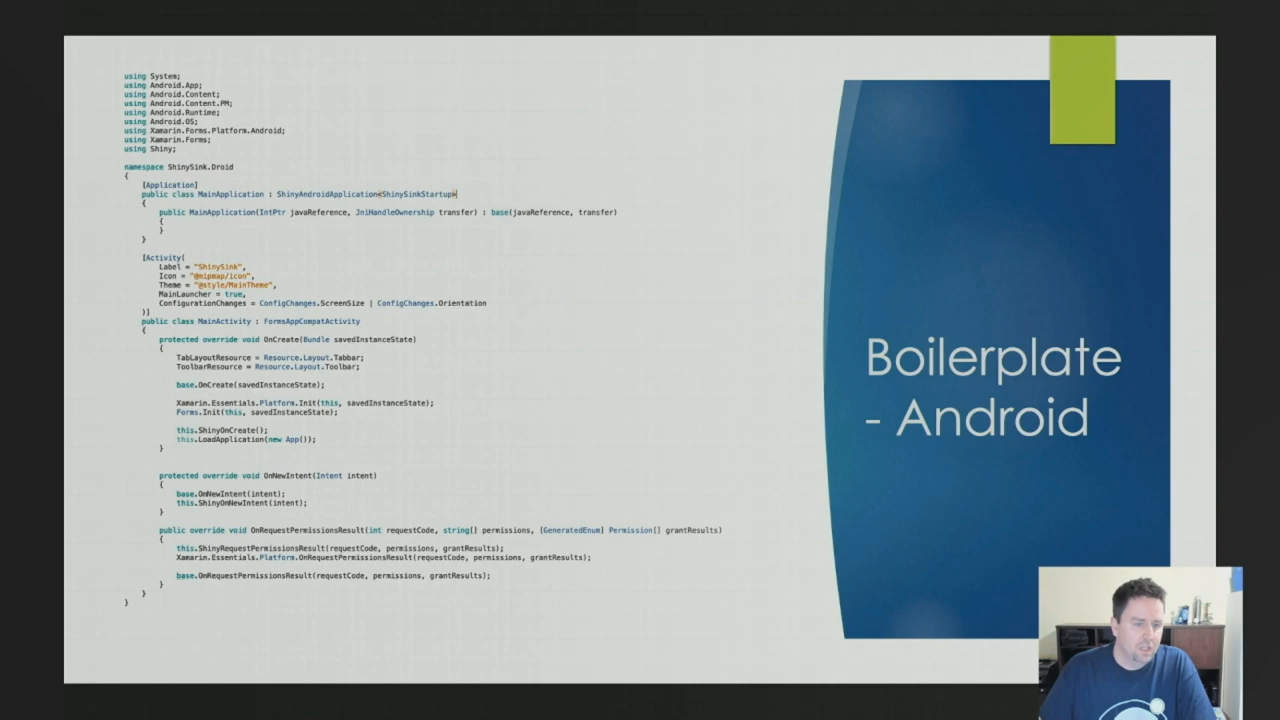 using System;
using Android.App;
using Android.Content;
using Android.Content.PM;
using Android.Runtime;
using Android.OS;
using Xamarin.Forms.Platform.Android;
using Xamarin.Forms;
using Shiny;
namespace ShinySink.Droid
{
[Application]
public class MainApplication : ShinyAndroidApplication<ShinySinkStartup>
{
public MainApplication(IntPtr javaReference, JniHandleOwnership transfer) : base(javaReference, transfer)
{
}
}
[Activity(
Label = "ShinySink",
Icon = "@mipmap/icon",
Theme = "@style/MainTheme",
MainLauncher = true,
ConfigurationChanges = ConfigChanges.ScreenSize | ConfigChanges.Orientation
)]
public class MainActivity : FormsAppCompatActivity
{
protected override void OnCreate(Bundle savedInstanceState)
{
TabLayoutResource = Resource.Layout.Tabbar;
ToolbarResource = Resource.Layout.Toolbar;
base.OnCreate(savedInstanceState);
Xamarin.Essentials.Platform.Init(this, savedInstanceState);
Forms.Init(this, savedInstanceState);
this.ShinyOnCreate();
this.LoadApplication(new App());
}
protected override void OnNewIntent(Intent intent)
{
base.OnNewIntent(intent);
this.ShinyOnNewIntent(intent);
}
public override void OnRequestPermissionsResult(int requestCode, string[] permissions, [GeneratedEnum] Permission[] grantResults)
{
this.ShinyRequestPermissionsResult(requestCode, permissions, grantResults);
Xamarin.Essentials.Platform.OnRequestPermissionsResult(requestCode, permissions, grantResults);
base.OnRequestPermissionsResult(requestCode, permissions, grantResults);
}
}
}
Boilerplate
- Android